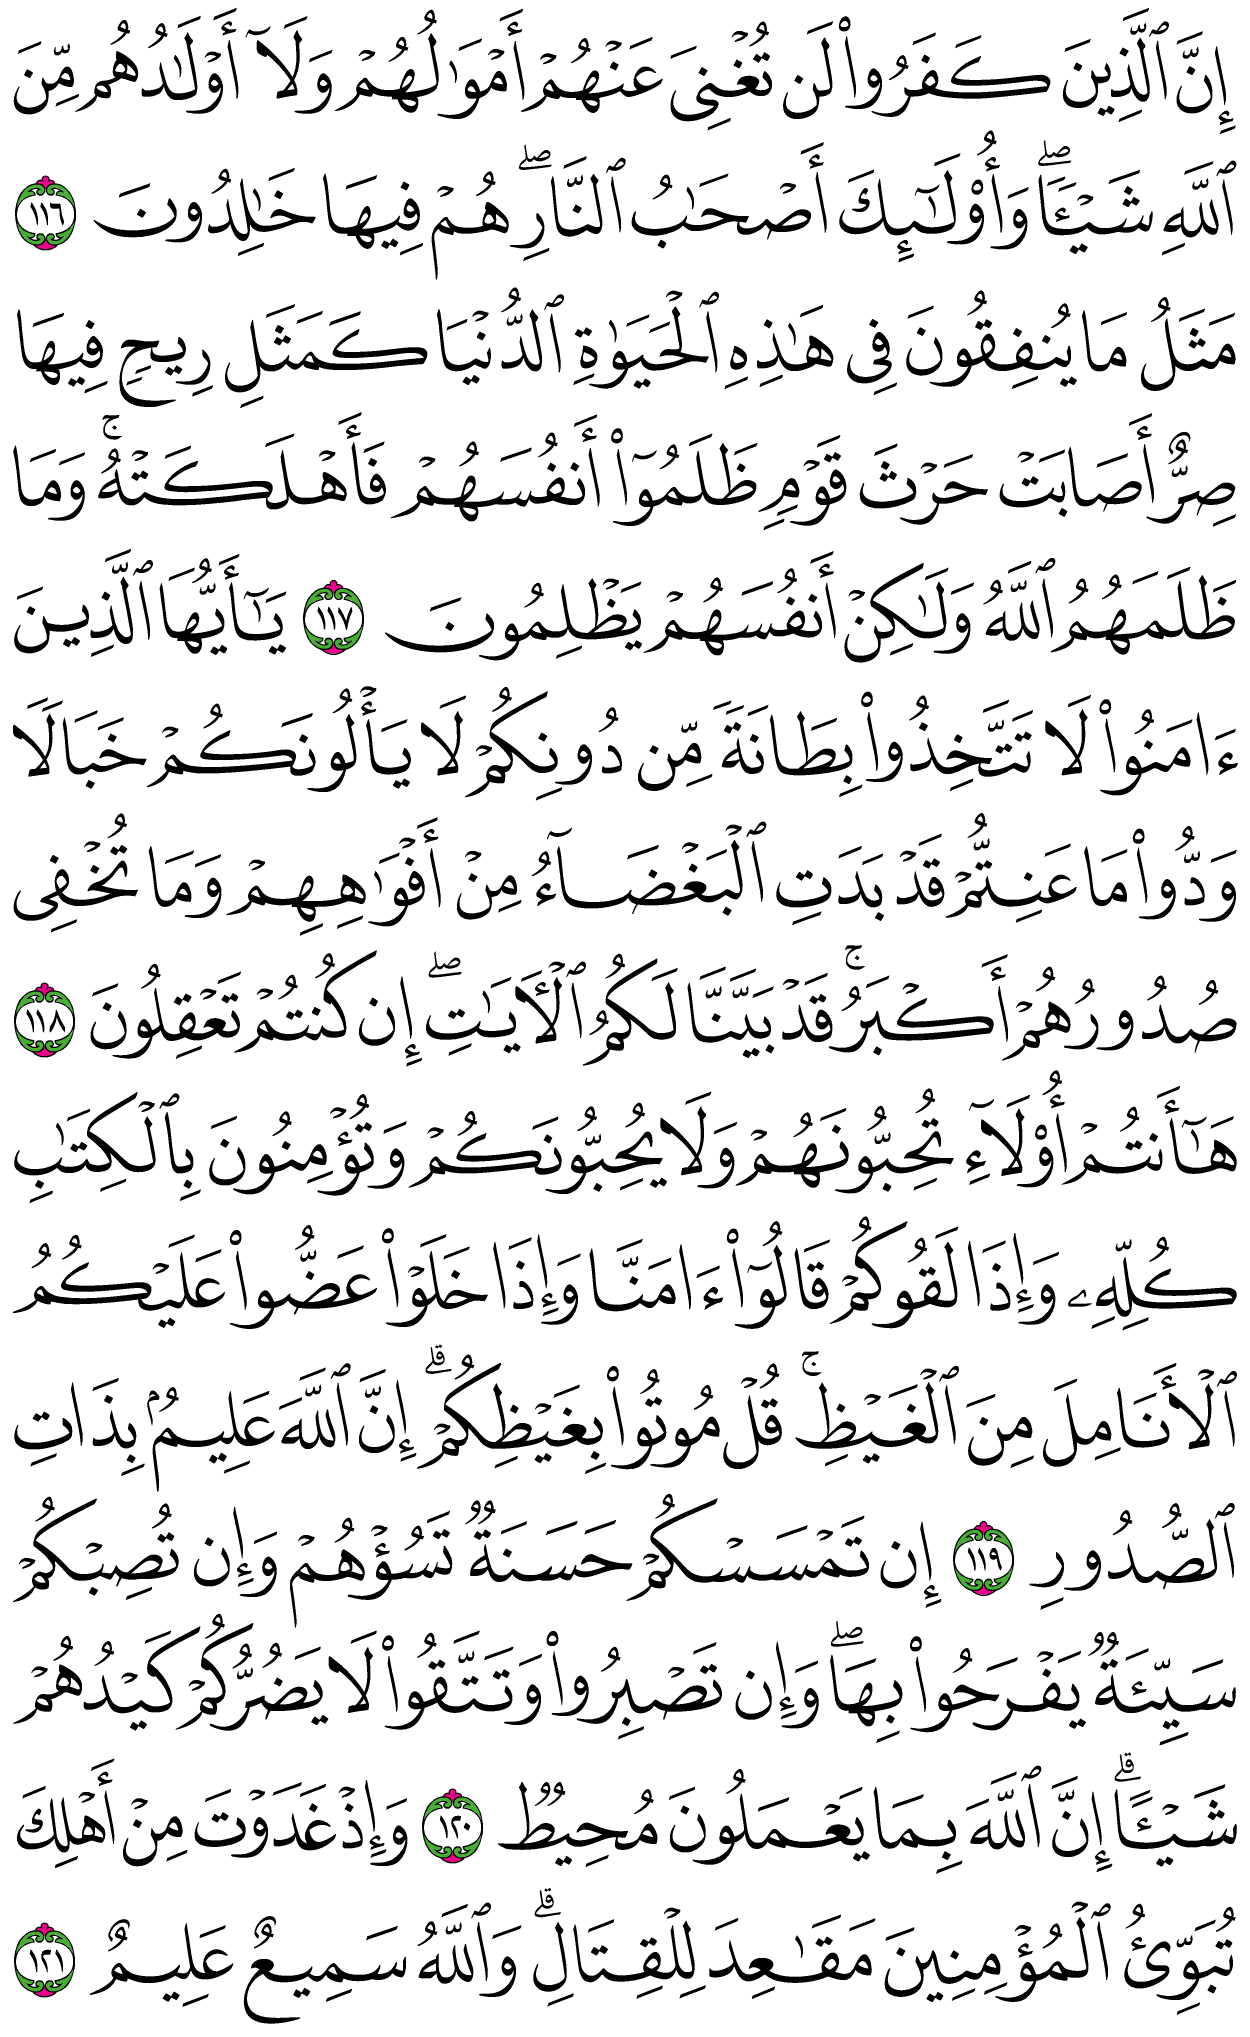 إِنَّ ٱلَّذِينَ كَفَرُوا۟ لَن تُغْنِىَ عَنْهُمْ أَمْوَٰلُهُمْ وَلَآ أَوْلَـٰدُهُم مِّنَ
ٱللَّهِ شَيْـًٔا ۖ وَأُو۟لَـٰٓئِكَ أَصْحَـٰبُ ٱلنَّارِ ۖ هُمْ فِيهَا خَـٰلِدُونَ ١١٦
مَثَلُ مَا يُنفِقُونَ فِى هَـٰذِهِ ٱلْحَيَوٰةِ ٱلدُّنْيَا كَمَثَلِ رِيحٍ فِيهَا
صِرٌّ أَصَابَتْ حَرْثَ قَوْمٍ ظَلَمُوٓا۟ أَنفُسَهُمْ فَأَهْلَكَتْهُ ۚ وَمَا
ظَلَمَهُمُ ٱللَّهُ وَلَـٰكِنْ أَنفُسَهُمْ يَظْلِمُونَ ١١٧ يَـٰٓأَيُّهَا ٱلَّذِينَ
ءَامَنُوا۟ لَا تَتَّخِذُوا۟ بِطَانَةً مِّن دُونِكُمْ لَا يَأْلُونَكُمْ خَبَالًا
وَدُّوا۟ مَا عَنِتُّمْ قَدْ بَدَتِ ٱلْبَغْضَآءُ مِنْ أَفْوَٰهِهِمْ وَمَا تُخْفِى
صُدُورُهُمْ أَكْبَرُ ۚ قَدْ بَيَّنَّا لَكُمُ ٱلْـَٔايَـٰتِ ۖ إِن كُنتُمْ تَعْقِلُونَ ١١٨
هَـٰٓأَنتُمْ أُو۟لَآءِ تُحِبُّونَهُمْ وَلَا يُحِبُّونَكُمْ وَتُؤْمِنُونَ بِٱلْكِتَـٰبِ
كُلِّهِۦ وَإِذَا لَقُوكُمْ قَالُوٓا۟ ءَامَنَّا وَإِذَا خَلَوْا۟ عَضُّوا۟ عَلَيْكُمُ
ٱلْأَنَامِلَ مِنَ ٱلْغَيْظِ ۚ قُلْ مُوتُوا۟ بِغَيْظِكُمْ ۗ إِنَّ ٱللَّهَ عَلِيمٌۢ بِذَاتِ
ٱلصُّدُورِ ١١٩ إِن تَمْسَسْكُمْ حَسَنَةٌ تَسُؤْهُمْ وَإِن تُصِبْكُمْ
سَيِّئَةٌ يَفْرَحُوا۟ بِهَا ۖ وَإِن تَصْبِرُوا۟ وَتَتَّقُوا۟ لَا يَضُرُّكُمْ كَيْدُهُمْ
شَيْـًٔا ۗ إِنَّ ٱللَّهَ بِمَا يَعْمَلُونَ مُحِيطٌ ١٢٠ وَإِذْ غَدَوْتَ مِنْ أَهْلِكَ
تُبَوِّئُ ٱلْمُؤْمِنِينَ مَقَـٰعِدَ لِلْقِتَالِ ۗ وَٱللَّهُ سَمِيعٌ عَلِيمٌ ١٢١